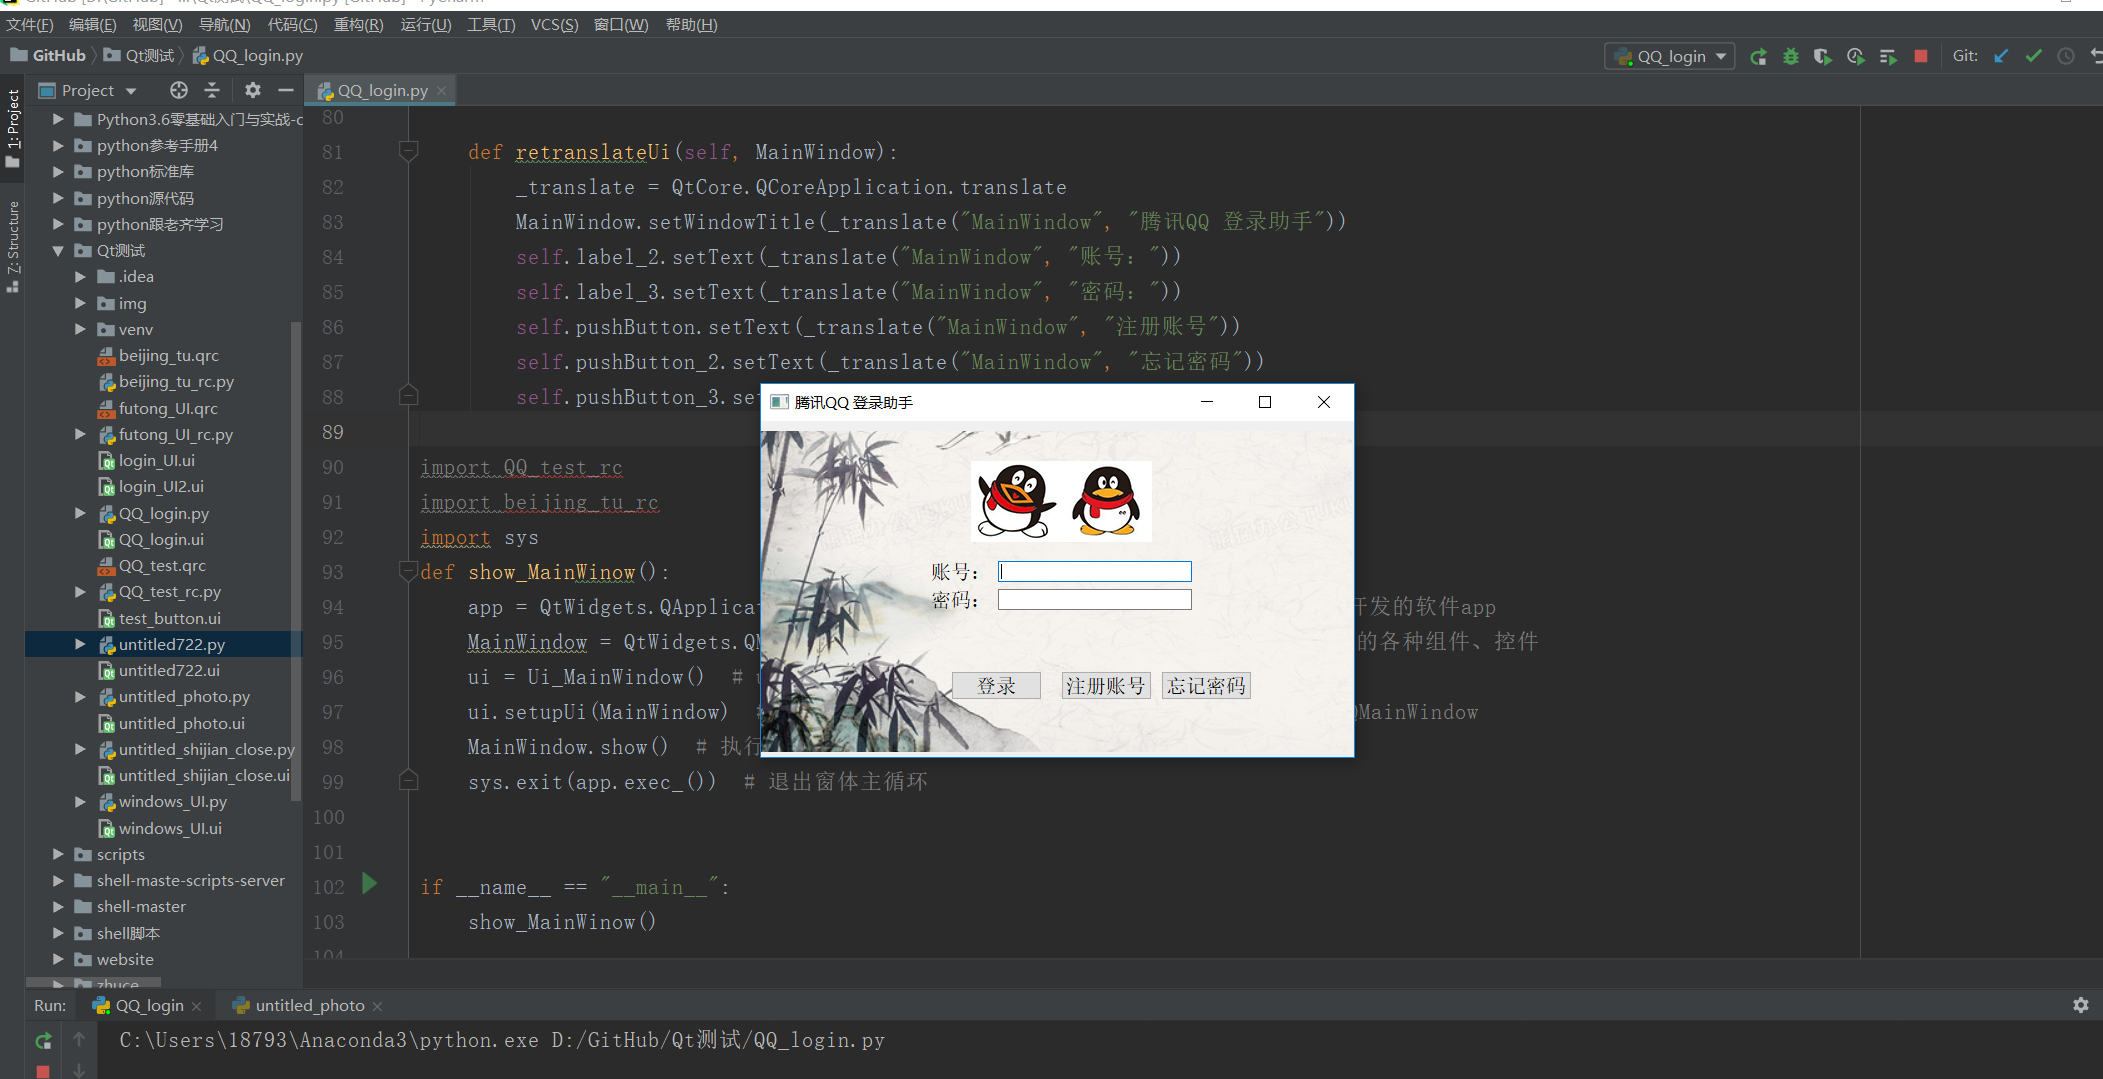 文件(F) 编辑(E) 视图(V) 导航(N) 代码(C) 重构(R) 运行(U) 工具(T) VCS(S) 窗口(W) 帮助(H)
GitHub Qt测试 QQ_login.py
QQ_login Git:
Project
QQ_login.py
1: Project
Z: Structure
Python3.6零基础入门与实战-c
python参考手册4
python标准库
python源代码
python跟老齐学习
Qt测试
.idea
img
venv
beijing_tu.qrc
beijing_tu_rc.py
futong_UI.qrc
futong_UI_rc.py
login_UI.ui
login_UI2.ui
QQ_login.py
QQ_login.ui
QQ_test.qrc
QQ_test_rc.py
test_button.ui
untitled722.py
untitled722.ui
untitled_photo.py
untitled_photo.ui
untitled_shijian_close.py
untitled_shijian_close.ui
windows_UI.py
windows_UI.ui
scripts
shell-maste-scripts-server
shell-master
shell脚本
website
zhuce
80
81 def retranslateUi(self, MainWindow):
82 _translate = QtCore.QCoreApplication.translate
83 MainWindow.setWindowTitle(_translate("MainWindow", "腾讯QQ 登录助手"))
84 self.label_2.setText(_translate("MainWindow", "账号："))
85 self.label_3.setText(_translate("MainWindow", "密码："))
86 self.pushButton.setText(_translate("MainWindow", "注册账号"))
87 self.pushButton_2.setText(_translate("MainWindow", "忘记密码"))
88 self.pushButton_3.se
89
90 import QQ_test_rc
91 import beijing_tu_rc
92 import sys
93 def show_MainWinow():
94 app = QtWidgets.QApplicat 开发的软件app
95 MainWindow = QtWidgets.QM 的各种组件、控件
96 ui = Ui_MainWindow() #
97 ui.setupUi(MainWindow) # MainWindow
98 MainWindow.show() # 执行
99 sys.exit(app.exec_()) # 退出窗体主循环
100
101
102 if __name__ == "__main__":
103 show_MainWinow()
104
腾讯QQ 登录助手
账号：
密码：
登录 注册账号 忘记密码
Run: QQ_login untitled_photo
C:\Users\18793\Anaconda3\python.exe D:/GitHub/Qt测试/QQ_login.py